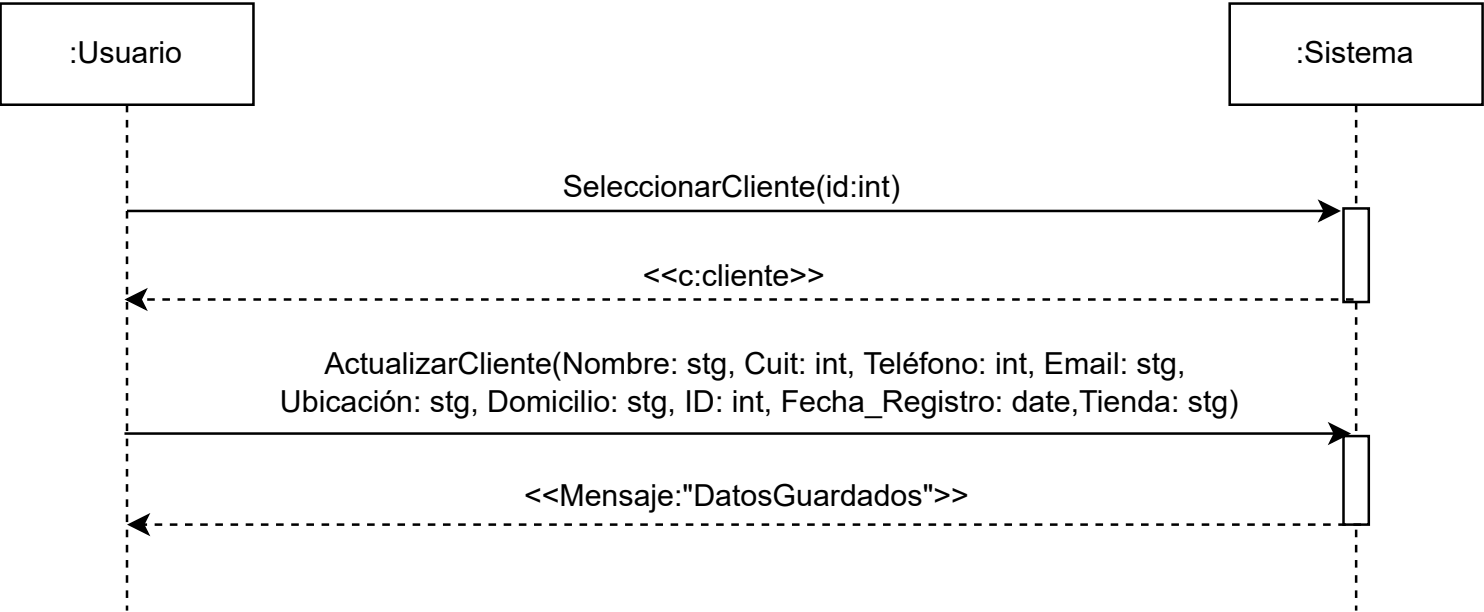 :Usuario
:Sistema
SeleccionarCliente(id:int)
<<c:cliente>>
ActualizarCliente(Nombre: stg, Cuit: int, Teléfono: int, Email: stg,
Ubicación: stg, Domicilio: stg, ID: int, Fecha_Registro: date,Tienda: stg)
<<Mensaje:"DatosGuardados">>